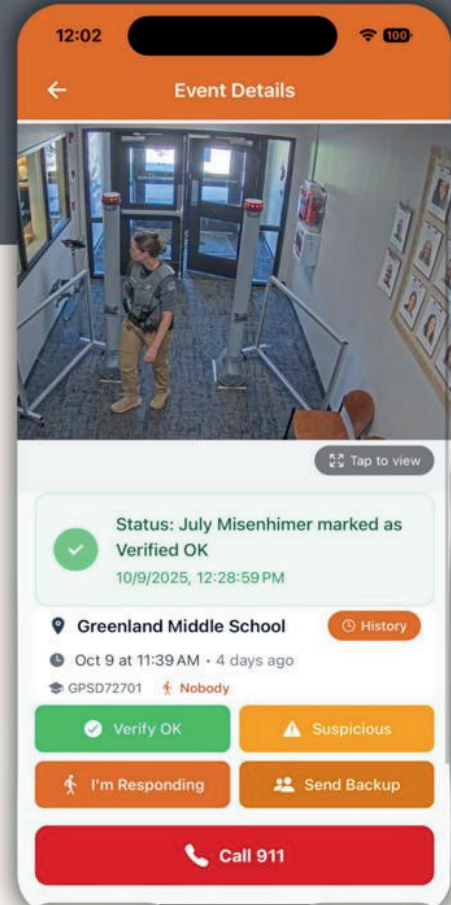 12:02
100
Event Details
Tap to view
Status: July Misenhimer marked as
Verified OK
10/9/2025, 12:28:59 PM
Greenland Middle School
History
Oct 9 at 11:39 AM • 4 days ago
GPSD72701 Nobody
Verify OK
Suspicious
I'm Responding
Send Backup
Call 911